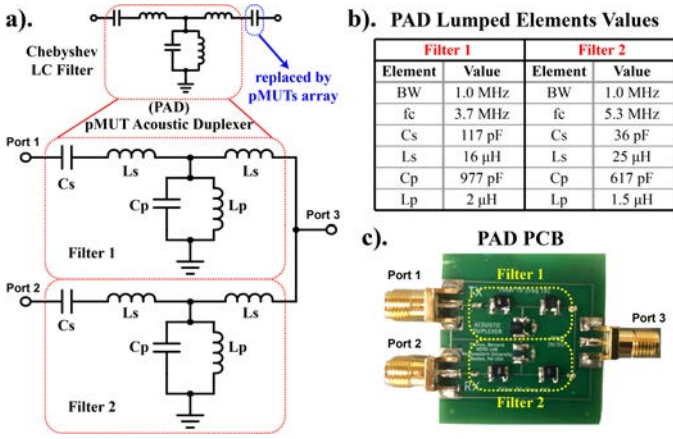 a).
Chebyshev
LC Filter
replaced by
pMUTs array
(PAD)
pMUT Acoustic Duplexer
Port 1
Cs
Ls
Ls
Cp
Lp
Filter 1
Port 3
Port 2
Cs
Ls
Ls
Cp
Lp
Filter 2
b). PAD Lumped Elements Values
Filter 1 Filter 2
Element Value Element Value
BW 1.0 MHz BW 1.0 MHz
fc 3.7 MHz fc 5.3 MHz
Cs 117 pF Cs 36 pF
Ls 16 μH Ls 25 μH
Cp 977 pF Cp 617 pF
Lp 2 μH Lp 1.5 μH
c). PAD PCB
Port 1
Filter 1
TX
Port 3
ACOUSTIC
DUPLEXER
Port 2
RX
Filter 2